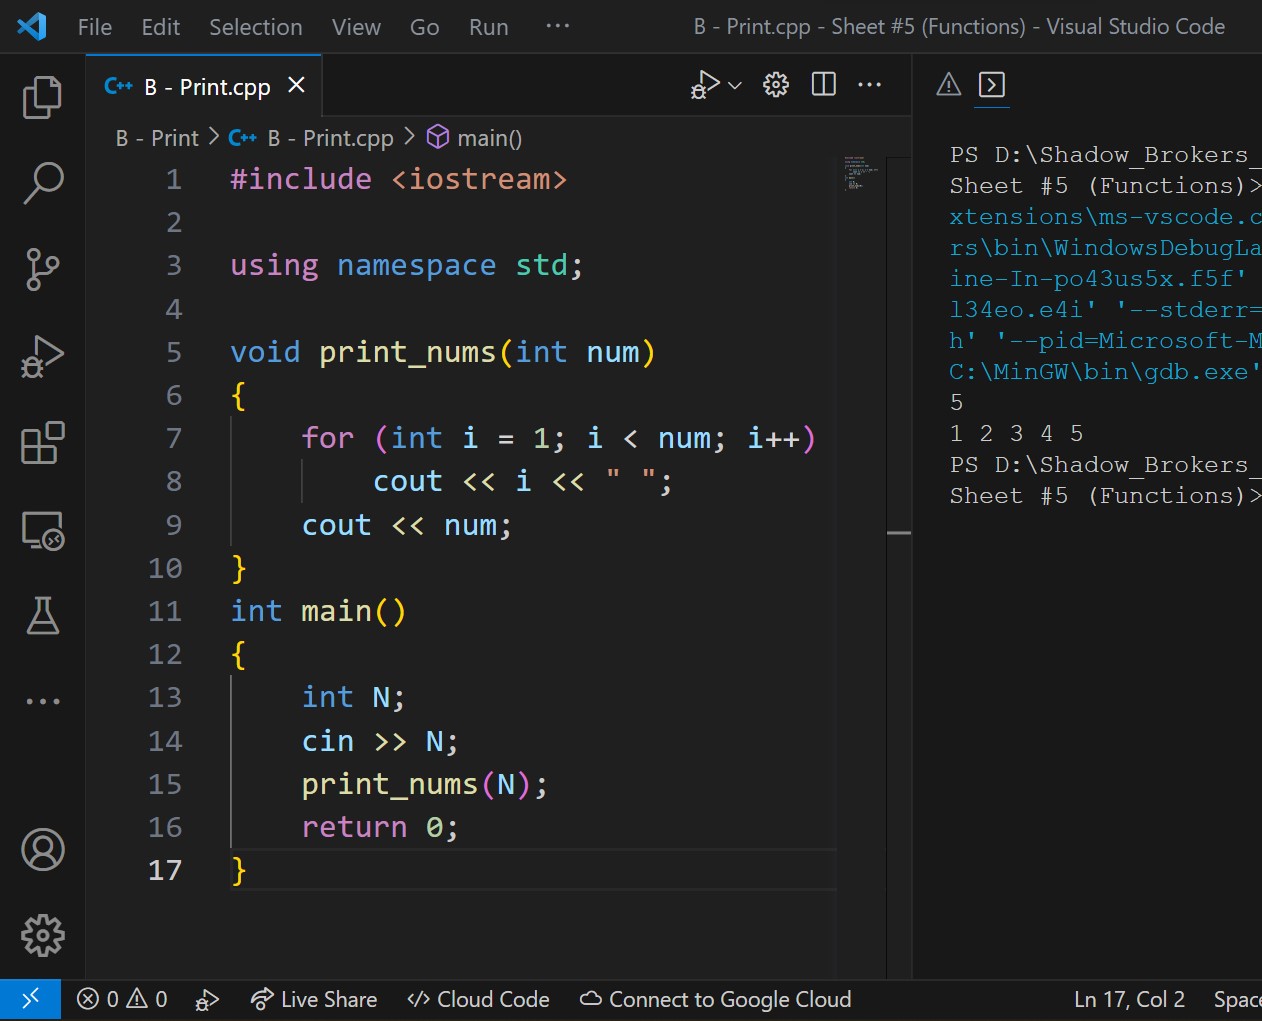 File Edit Selection View Go Run ··· B - Print.cpp - Sheet #5 (Functions) - Visual Studio Code
C++ B - Print.cpp ×
B - Print > C++ B - Print.cpp > main()
1 #include <iostream>
2
3 using namespace std;
4
5 void print_nums(int num)
6 {
7 for (int i = 1; i < num; i++)
8 cout << i << " ";
9 cout << num;
10 }
11 int main()
12 {
13 int N;
14 cin >> N;
15 print_nums(N);
16 return 0;
17 }
PS D:\Shadow_Brokers_
Sheet #5 (Functions)>
xtensions\ms-vscode.c
rs\bin\WindowsDebugLa
ine-In-po43us5x.f5f'
l34eo.e4i' '--stderr=
h' '--pid=Microsoft-M
C:\MinGW\bin\gdb.exe'
5
1 2 3 4 5
PS D:\Shadow_Brokers_
Sheet #5 (Functions)>
0 0 Live Share Cloud Code Connect to Google Cloud Ln 17, Col 2 Space